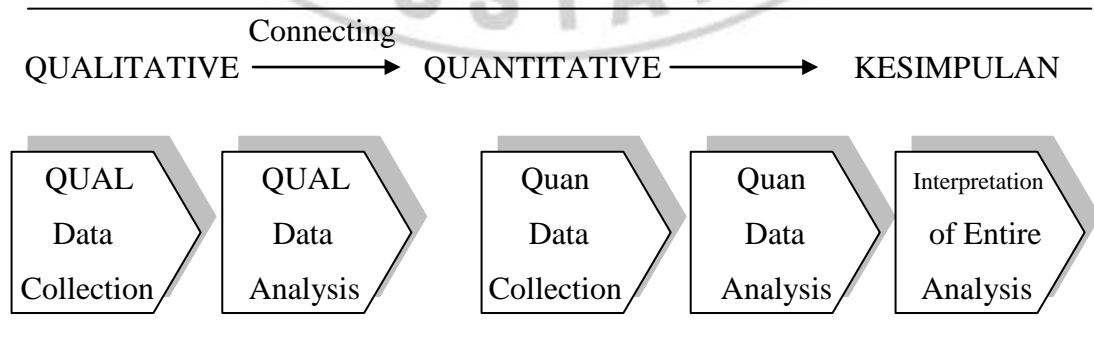 Connecting
QUALITATIVE QUANTITATIVE KESIMPULAN
QUAL
Data
Collection
QUAL
Data
Analysis
Quan
Data
Collection
Quan
Data
Analysis
Interpretation
of Entire
Analysis